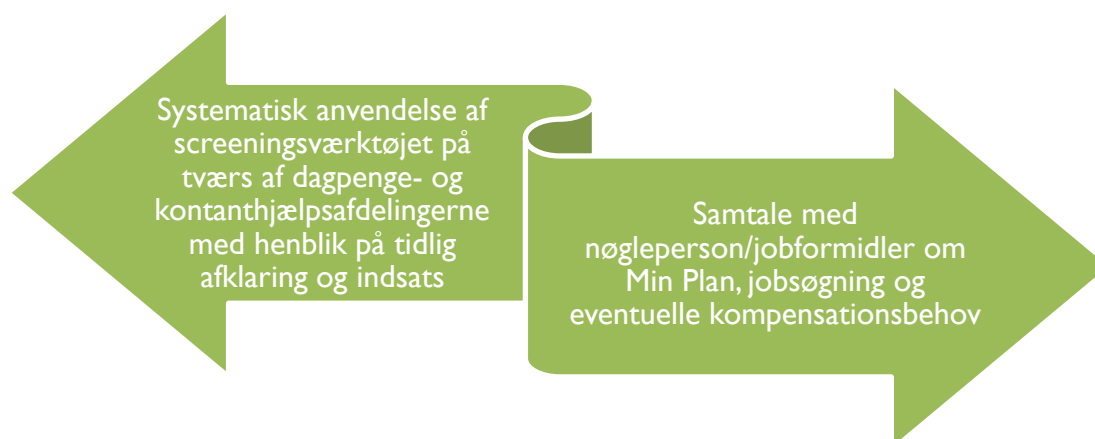 Systematisk anvendelse af
screeningsværktøjet på
tværs af dagpenge- og
kontanthjælpsafdelingerne
med henblik på tidlig
afklaring og indsats
Samtale med
nøgleperson/jobformidler om
Min Plan, jobsøgning og
eventuelle kompensationsbehov